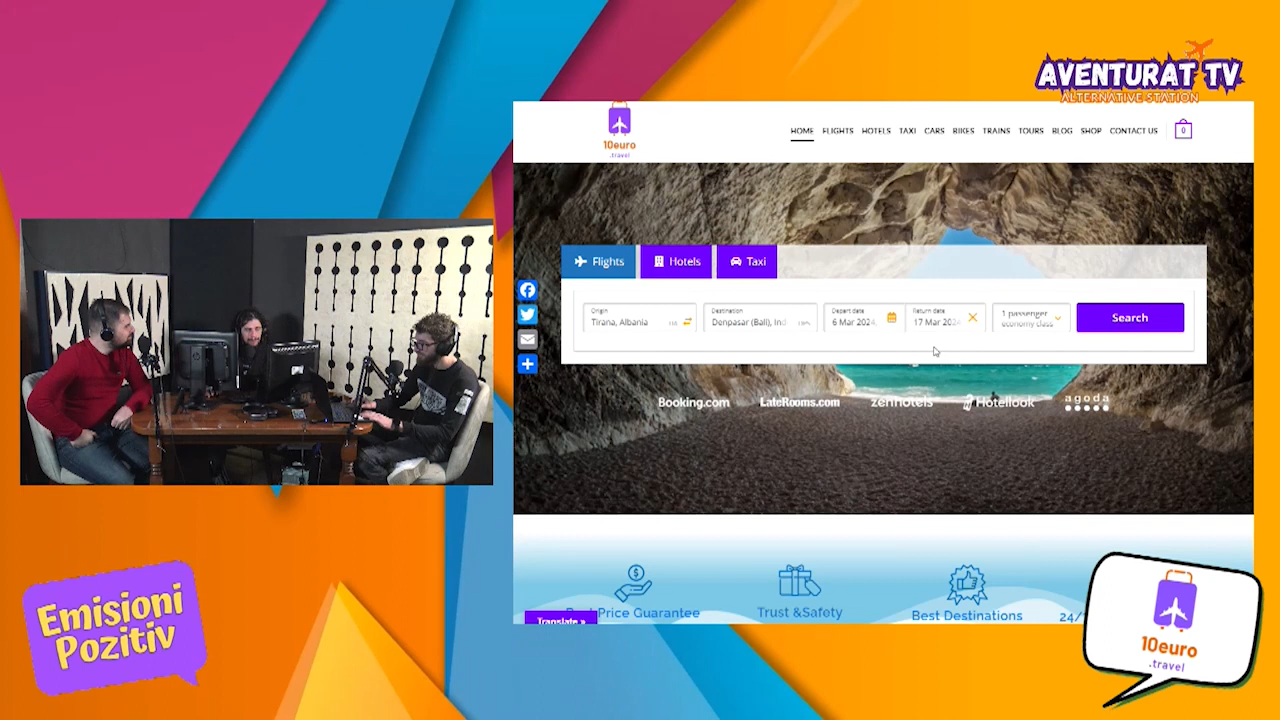 AVENTURAT TV
ALTERNATIVE STATION
10euro
.travel
HOME FLIGHTS HOTELS TAXI CARS BIKES TRAINS TOURS BLOG SHOP CONTACT US 0
Flights Hotels Taxi
Origin Destination Depart date Return date 1 passenger
Tirana, Albania Denpasar (Bali), Ind 6 Mar 2024, 17 Mar 2024 economy class
Search
Booking.com LateRooms.com zenhotels Hotellook agoda
Price Guarantee Trust &Safety Best Destinations 24/
Translate »
Emisioni
Pozitiv
10euro
.travel